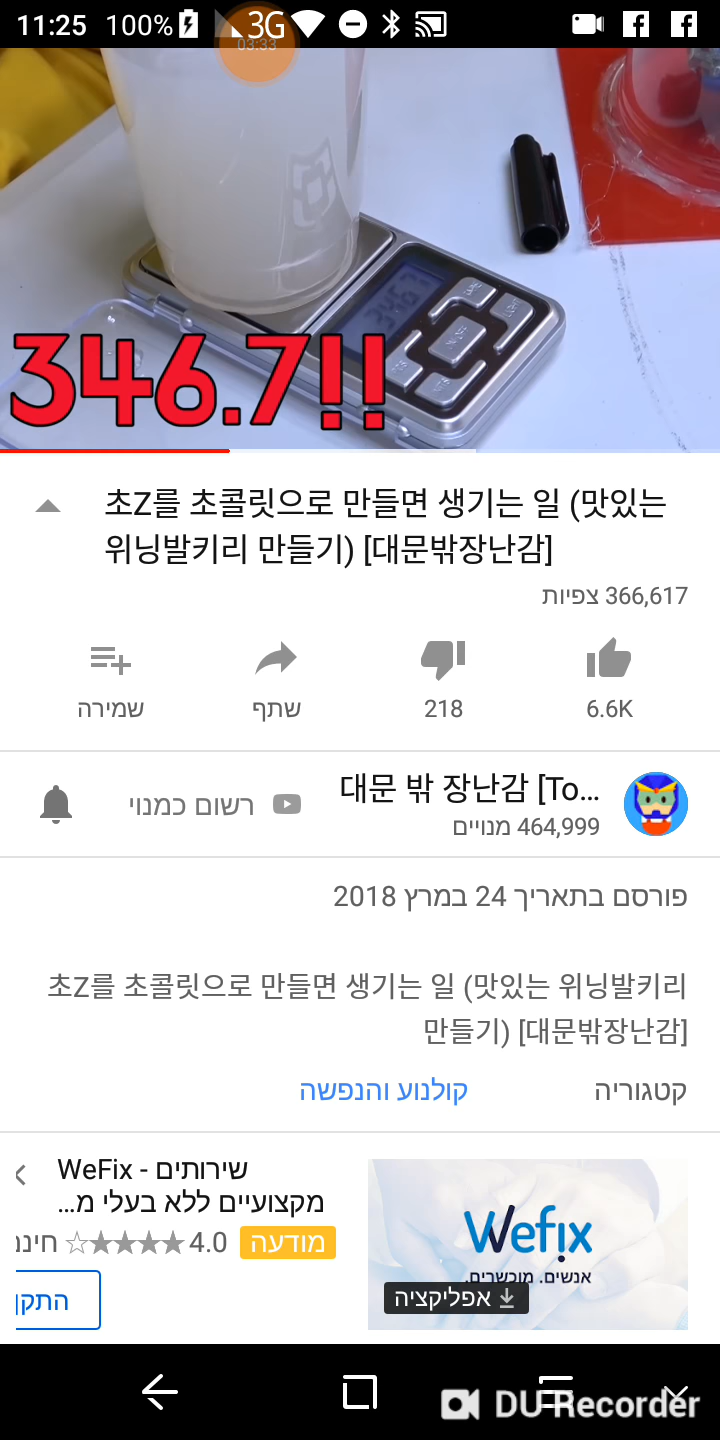 11:25 100% 3G
03:33
346.7
346.7!!
초Z를 초콜릿으로 만들면 생기는 일 (맛있는
위닝발키리 만들기) [대문밖장난감]
366,617 צפיות
6.6K
218
שתף
שמירה
대문 밖 장난감 [To...
464,999 מנויים
רשום כמנוי
פורסם בתאריך 24 במרץ 2018
초Z를 초콜릿으로 만들면 생기는 일 (맛있는 위닝발키리
만들기) [대문밖장난감]
קטגוריה
קולנוע והנפשה
Wefix
אנשים. מוכשרים.
אפליקציה
WeFix - שירותים
מקצועיים ללא בעלי מ...
מודעה 4.0
DU Recorder